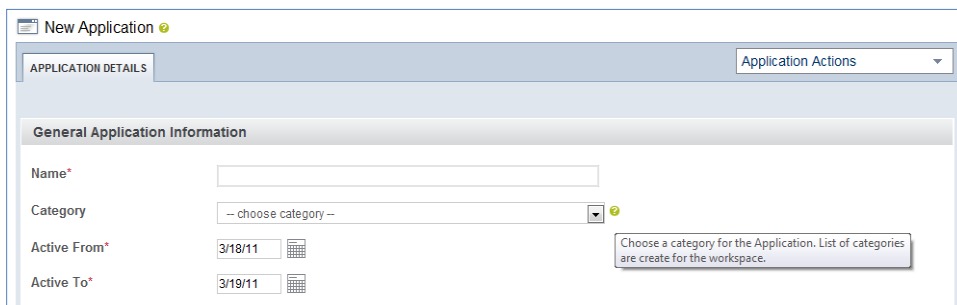 New Application
APPLICATION DETAILS
Application Actions
General Application Information
Name*
Category
-- choose category --
Active From*
3/18/11
Choose a category for the Application. List of categories
are create for the workspace.
Active To*
3/19/11